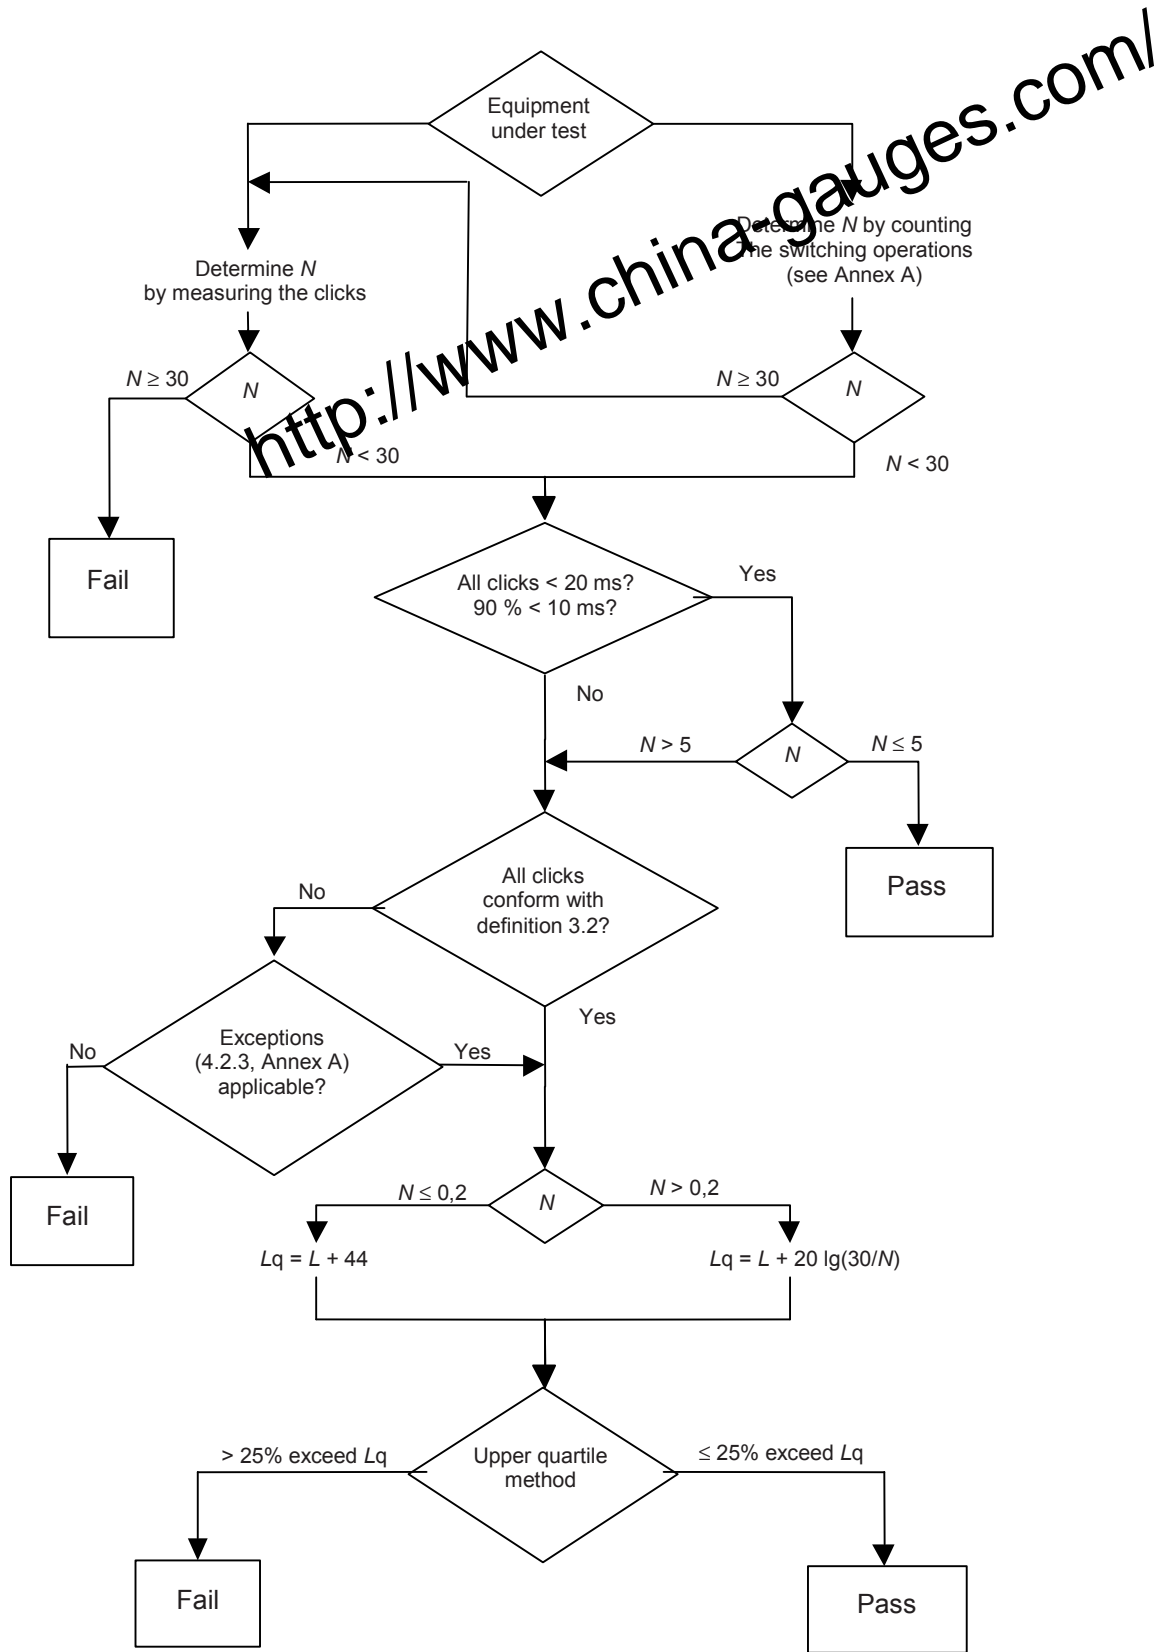 http://www.china-gauges.com/
Equipment
under test
Determine N by counting
The switching operations
(see Annex A)
Determine N
by measuring the clicks
N ≥ 30
N
N ≥ 30
N
N < 30
N < 30
Fail
All clicks < 20 ms?
90 % < 10 ms?
Yes
No
N > 5
N
N ≤ 5
Pass
All clicks
conform with
definition 3.2?
No
Yes
Exceptions
(4.2.3, Annex A)
applicable?
No
Yes
Fail
N ≤ 0,2
N
N > 0,2
Lq = L + 44
Lq = L + 20 lg(30/N)
> 25% exceed Lq
Upper quartile
method
≤ 25% exceed Lq
Fail
Pass